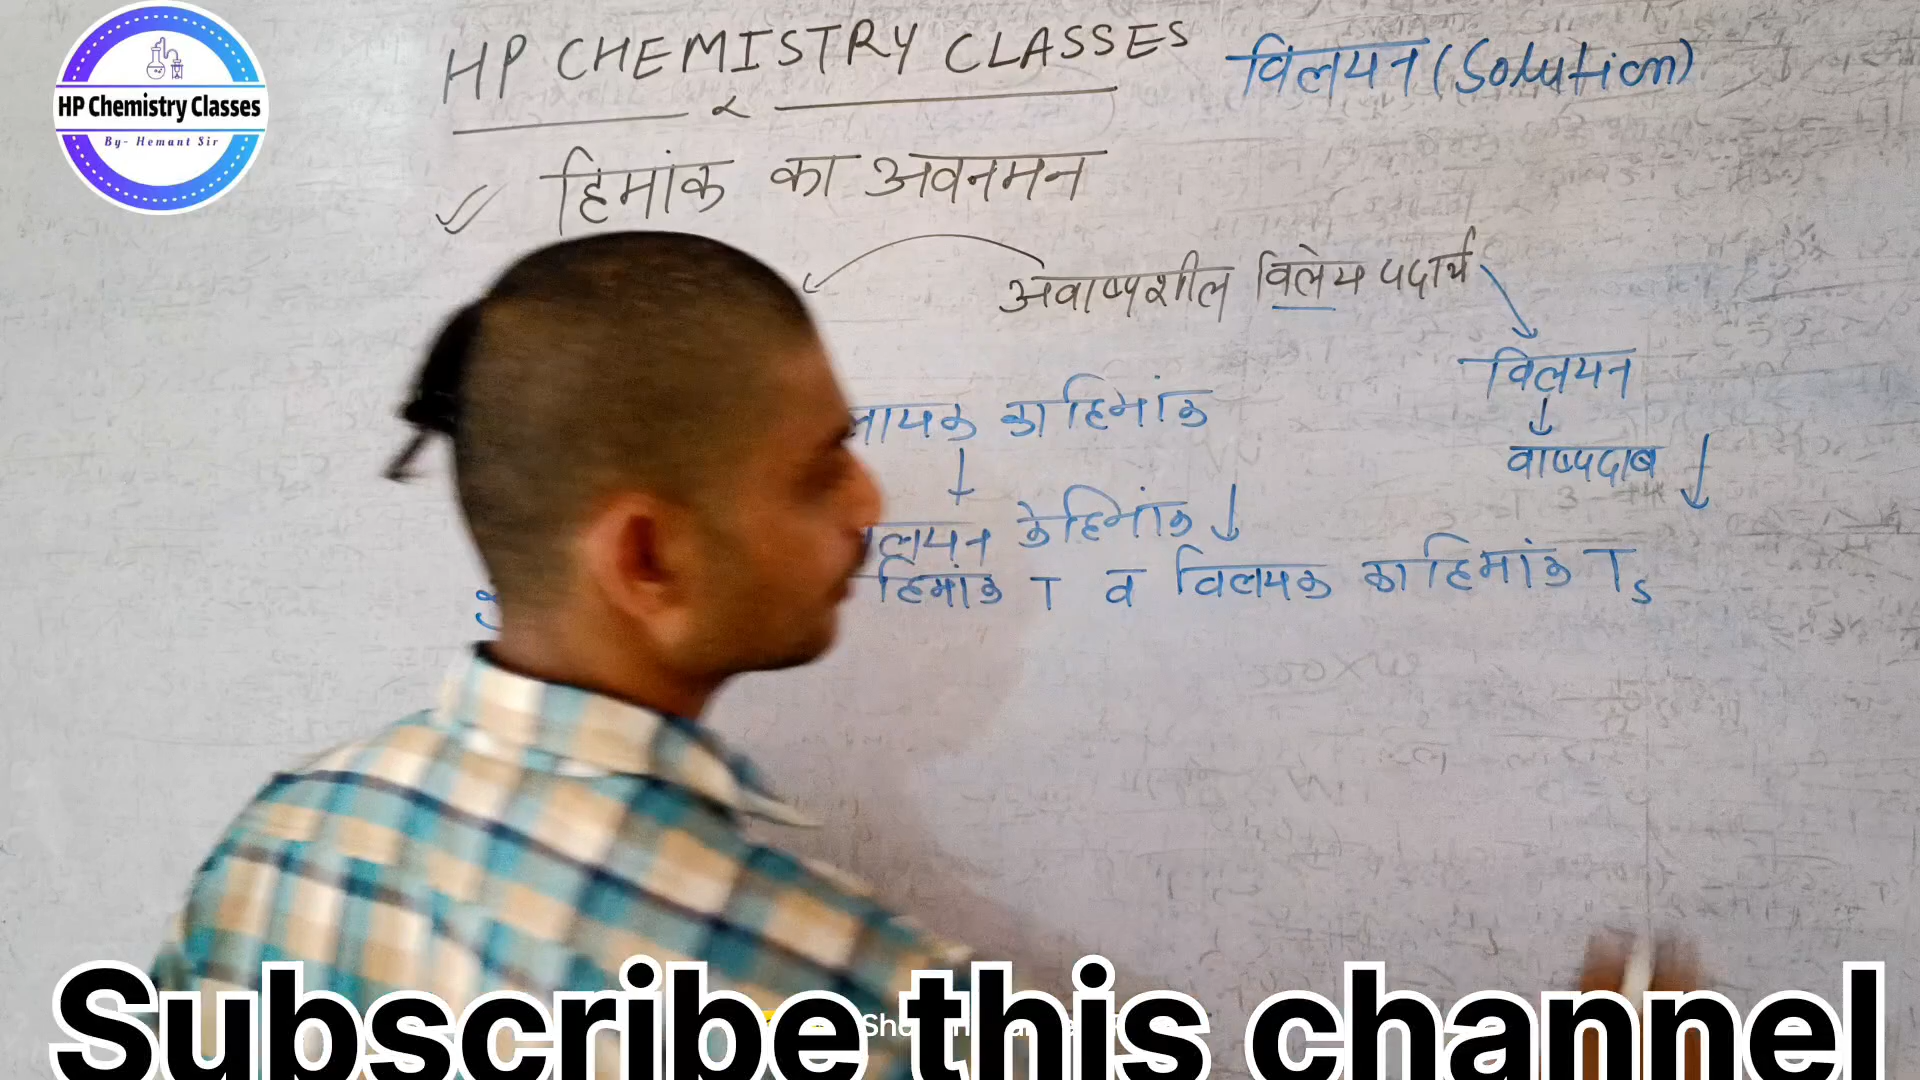 HP Chemistry Classes
By- Hemant Sir
HP CHEMISTRY CLASSES
विलयन (Solution)
हिमांक का अवनमन
अवाष्पशील विलेय पदार्थ
विलयन
वाष्पदाब
का हिमांक
के हिमांक
हिमांक T व विलयक का हिमांक Ts
Subscribe this channel